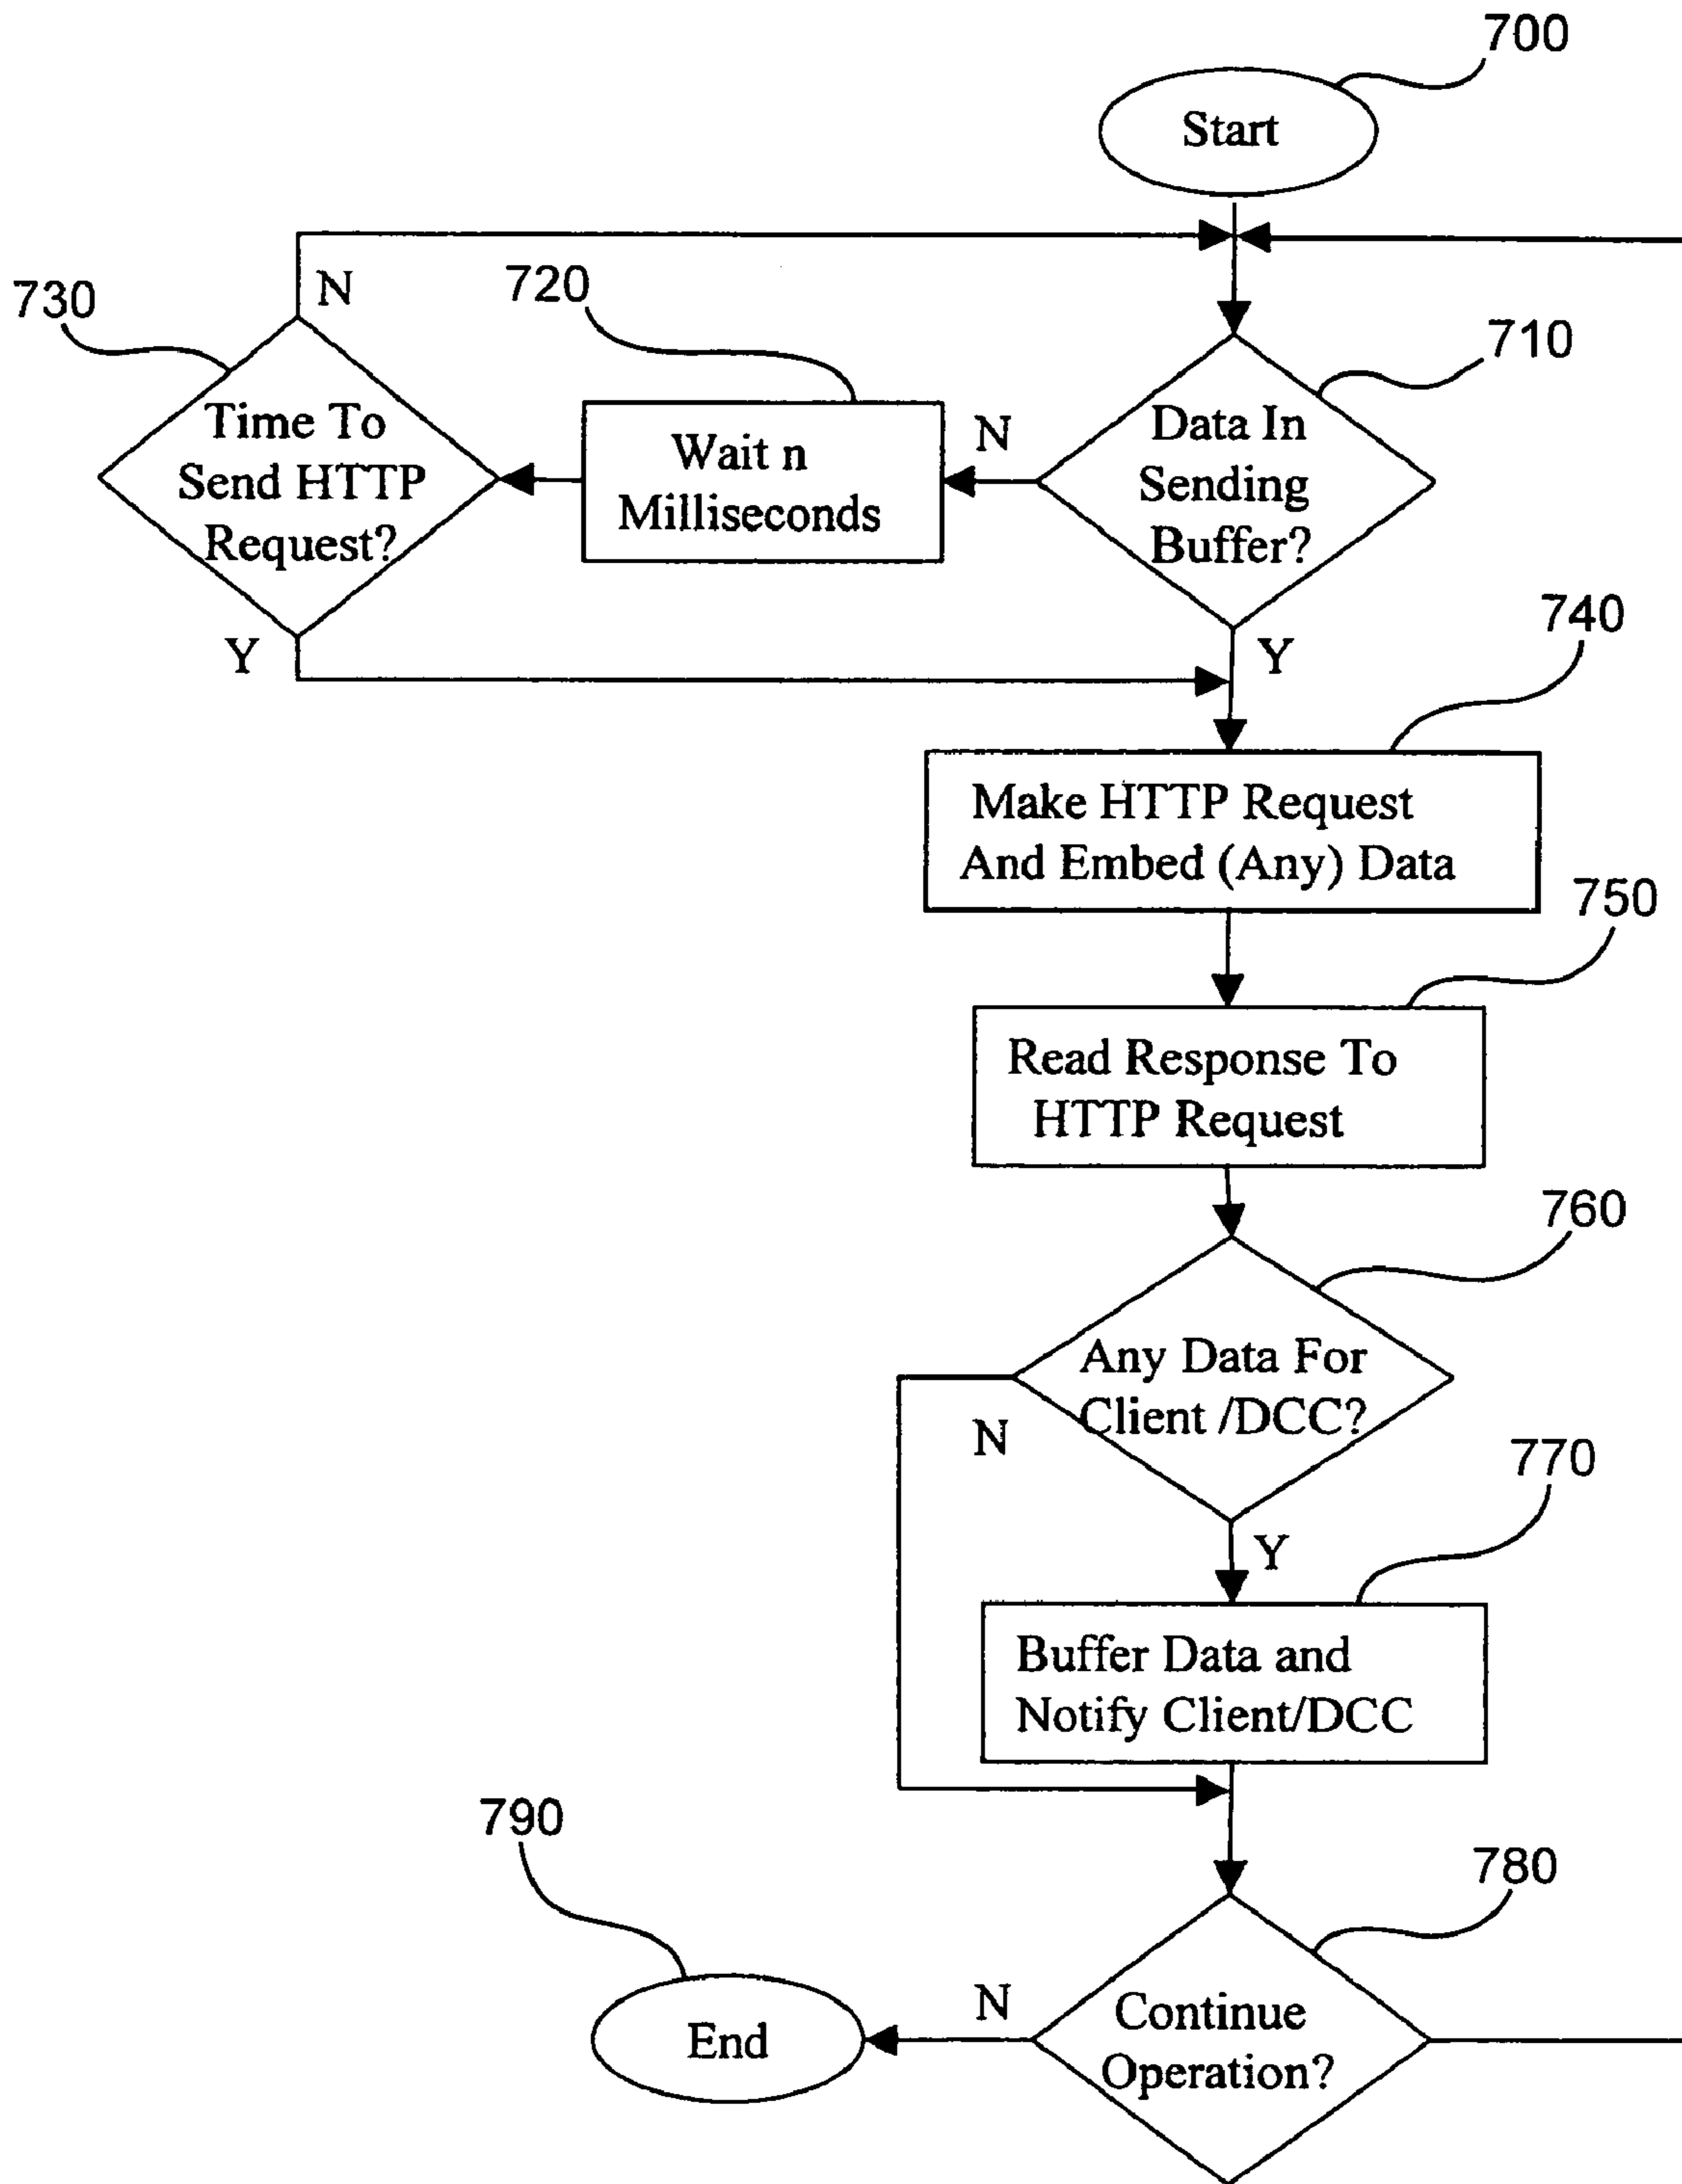 700
Start
730
N
720
710
Time To
Send HTTP
Request?
Wait n
Milliseconds
N
Data In
Sending
Buffer?
740
Y
Y
Make HTTP Request
And Embed (Any) Data
750
Read Response To
HTTP Request
760
Any Data For
Client /DCC?
N
770
Y
Buffer Data and
Notify Client/DCC
790
780
N
End
Continue
Operation?